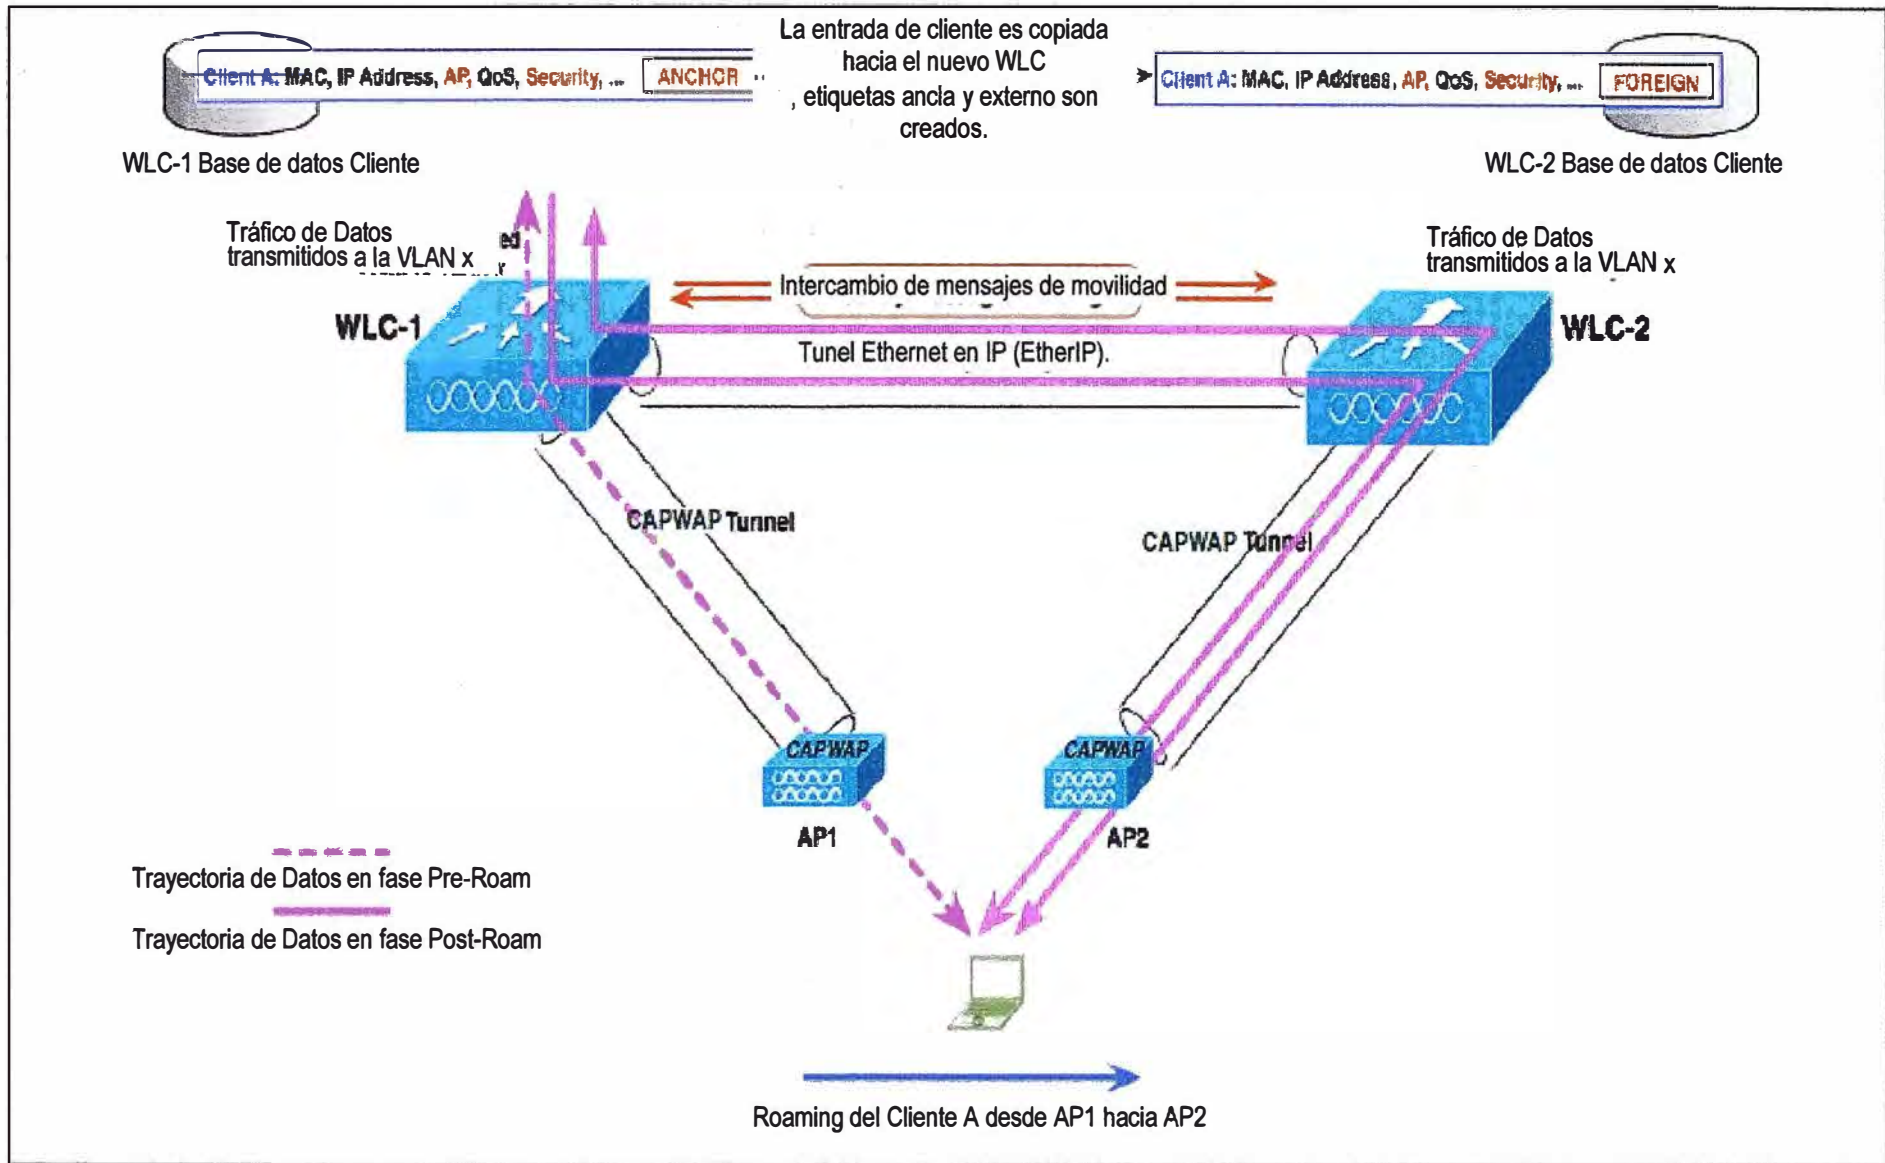 La entrada de cliente es copiada
hacia el nuevo WLC
, etiquetas ancla y externo son
creados.
Client A: MAC, IP Address, AP, QoS, Security, ... ANCHOR
Client A: MAC, IP Address, AP, QoS, Security, ... FOREIGN
WLC-1 Base de datos Cliente
WLC-2 Base de datos Cliente
Tráfico de Datos
transmitidos a la VLAN x
ed
Tráfico de Datos
transmitidos a la VLAN x
Intercambio de mensajes de movilidad
WLC-1
WLC-2
Tunel Ethernet en IP (EtherIP).
CAPWAP Tunnel
CAPWAP Tunnel
CAPWAP
CAPWAP
AP1
AP2
Trayectoria de Datos en fase Pre-Roam
Trayectoria de Datos en fase Post-Roam
Roaming del Cliente A desde AP1 hacia AP2